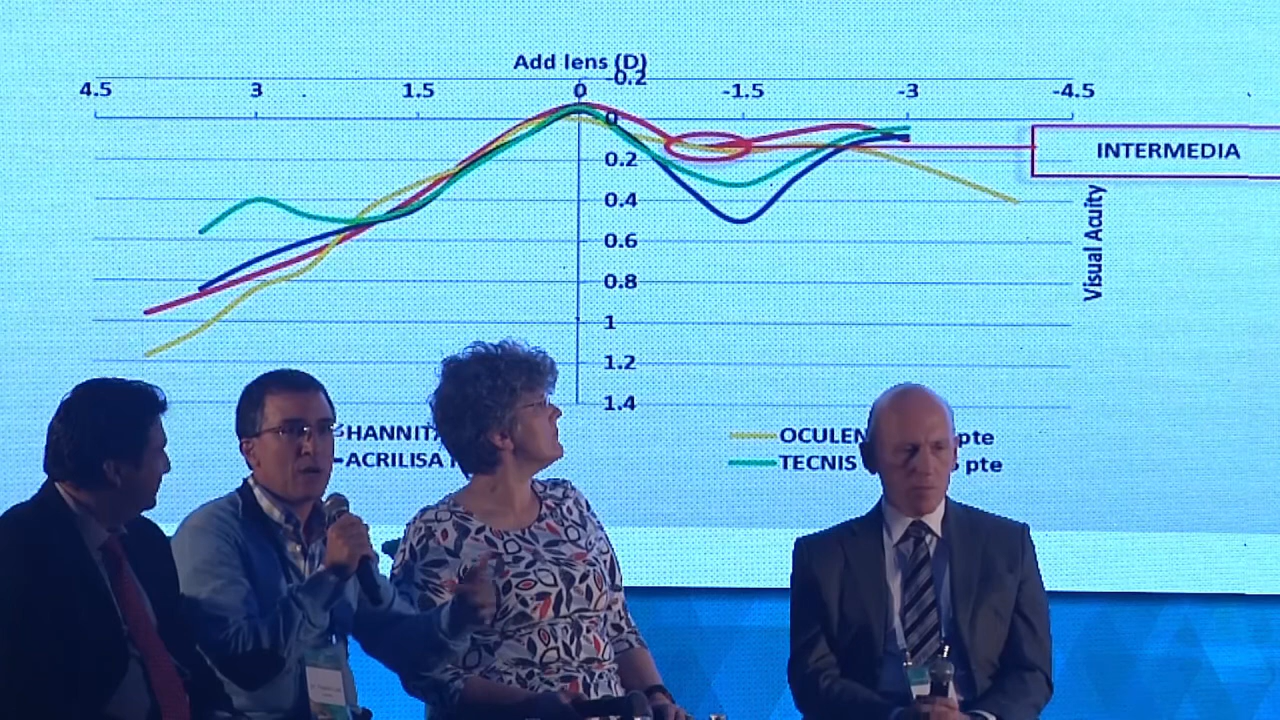 Add lens (D)
-0.2
4.5 3 1.5 0 -1.5 -3 -4.5
0
0.2
0.4
0.6
0.8
1
1.2
1.4
INTERMEDIA
Visual Acuity
OCULEN pte
ACRILISA
TECNIS pte